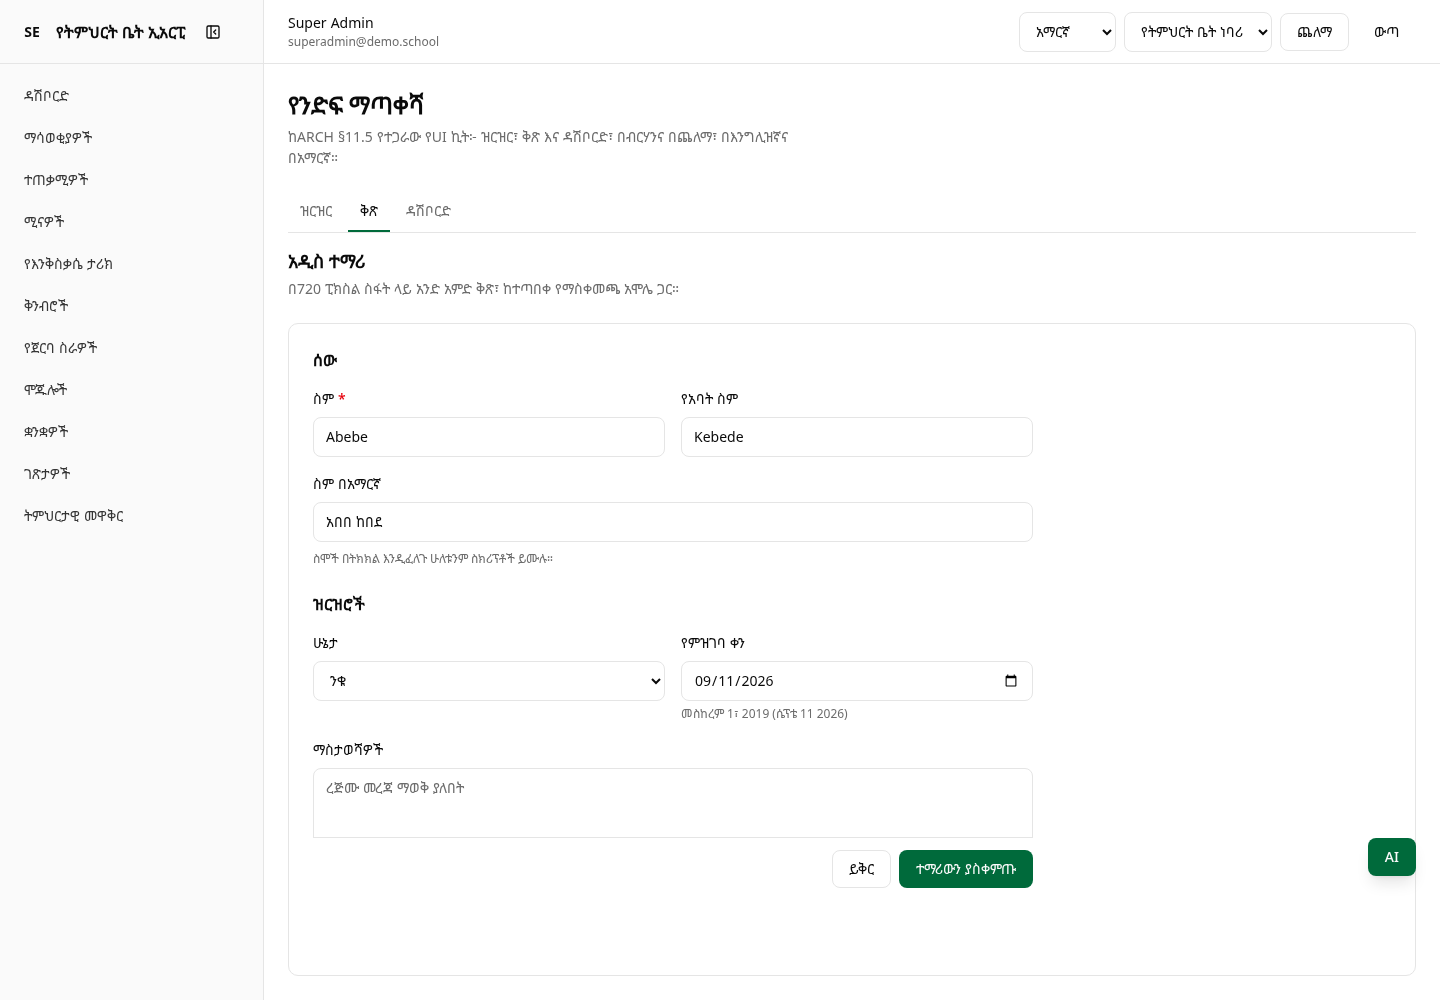 SE የትምህርት ቤት ኢአርፒ
Super Admin
superadmin@demo.school
አማርኛ
የትምህርት ቤት ነባሪ
ጨለማ
ውጣ
ዳሽቦርድ
ማሳወቂያዎች
ተጠቃሚዎች
ሚናዎች
የእንቅስቃሴ ታሪክ
ቅንብሮች
የጀርባ ስራዎች
ሞጁሎች
ቋንቋዎች
ገጽታዎች
ትምህርታዊ መዋቅር
የንድፍ ማጣቀሻ
ከARCH §11.5 የተጋራው የUI ኪት፦ ዝርዝር፣ ቅጽ እና ዳሽቦርድ፣ በብርሃንና በጨለማ፣ በእንግሊዝኛና
በአማርኛ።
ዝርዝር
ቅጽ
ዳሽቦርድ
አዲስ ተማሪ
በ720 ፒክስል ስፋት ላይ አንድ አምድ ቅጽ፣ ከተጣበቀ የማስቀመጫ አሞሌ ጋር።
ሰው
ስም *
የአባት ስም
Abebe
Kebede
ስም በአማርኛ
አበበ ከበደ
ስሞች በትክክል እንዲፈለጉ ሁለቱንም ስክሪፕቶች ይሙሉ።
ዝርዝሮች
ሁኔታ
የምዝገባ ቀን
ንቁ
09/11/2026
መስከረም 1፣ 2019 (ሴፕቴ 11 2026)
ማስታወሻዎች
ረጅሙ መረጃ ማወቅ ያለበት
ይቅር
ተማሪውን ያስቀምጡ
AI